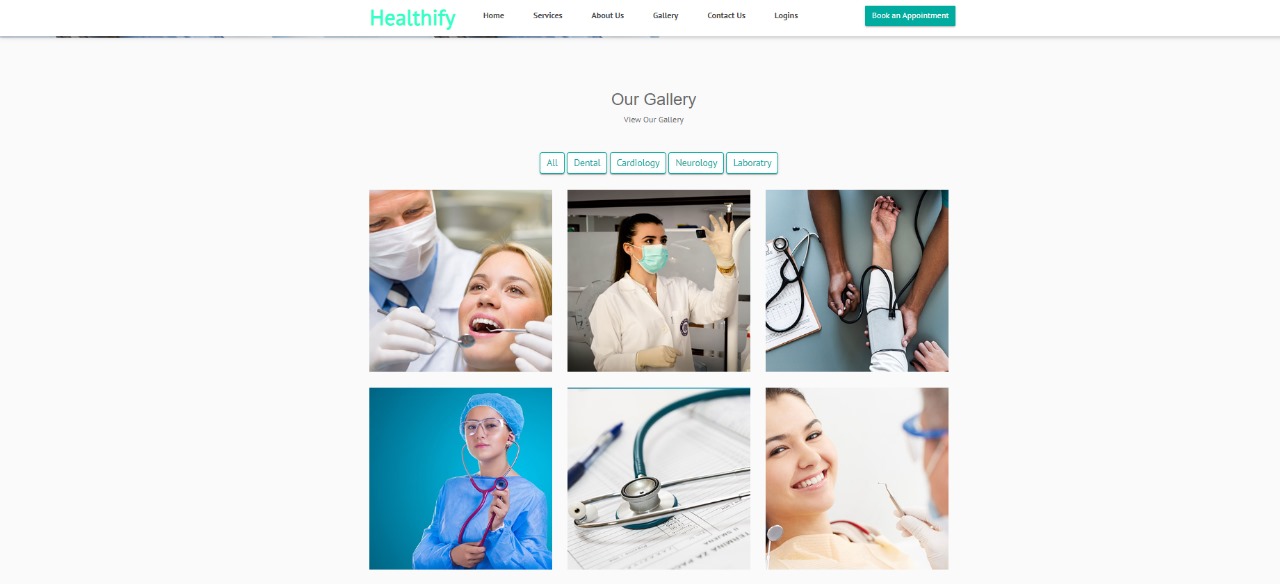 Healthify
Home Services About Us Gallery Contact Us Logins
Book an Appointment
Our Gallery
View Our Gallery
All Dental Cardiology Neurology Laboratry